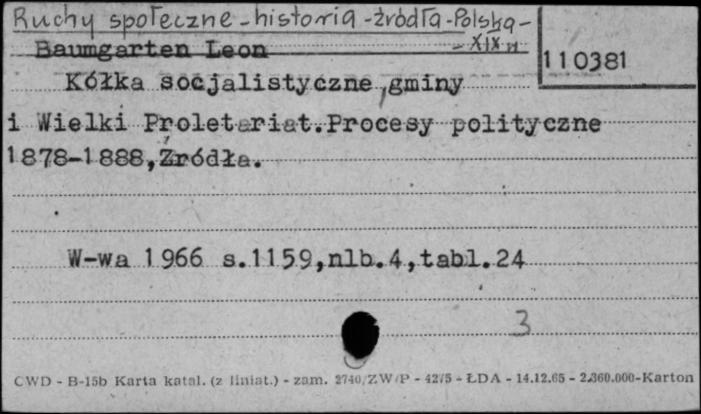 Ruchy społeczne - historia - źródła - Polska -
- XIX w
Baumgarten Leon
110381
Kółka socjalistyczne, gminy
i Wielki Proletariat. Procesy polityczne
1878-1888, Źródła.
W-wa 1966 s.1159, nlb.4, tabl.24
3
CWD - B-15b Karta katal. (z liniat.) - zam. 2740/ZW/P - 4275 - ŁDA - 14.12.65 - 2.360.000-Karton